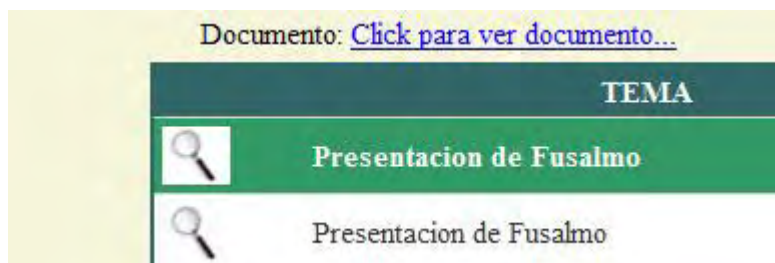 Documento: Click para ver documento...
TEMA
Presentacion de Fusalmo
Presentacion de Fusalmo